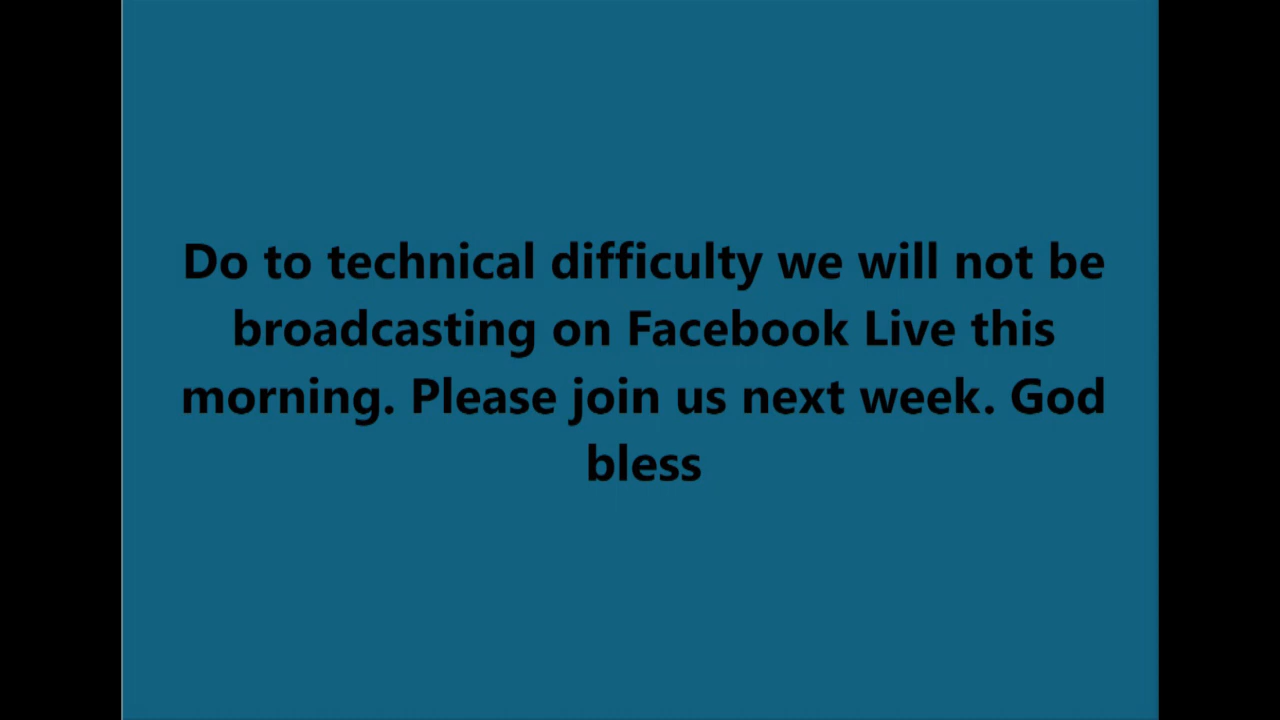 Do to technical difficulty we will not be
broadcasting on Facebook Live this
morning. Please join us next week. God
bless